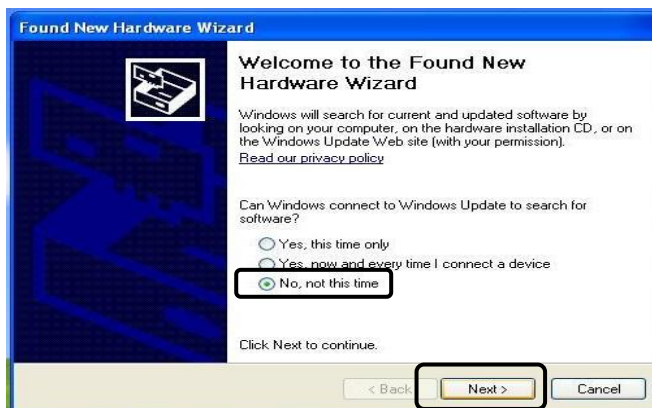 Found New Hardware Wizard
Welcome to the Found New
Hardware Wizard
Windows will search for current and updated software by
looking on your computer, on the hardware installation CD, or on
the Windows Update Web site (with your permission).
Read our privacy policy
Can Windows connect to Windows Update to search for
software?
Yes, this time only
Yes, now and every time I connect a device
No, not this time
Click Next to continue.
< Back
Next >
Cancel